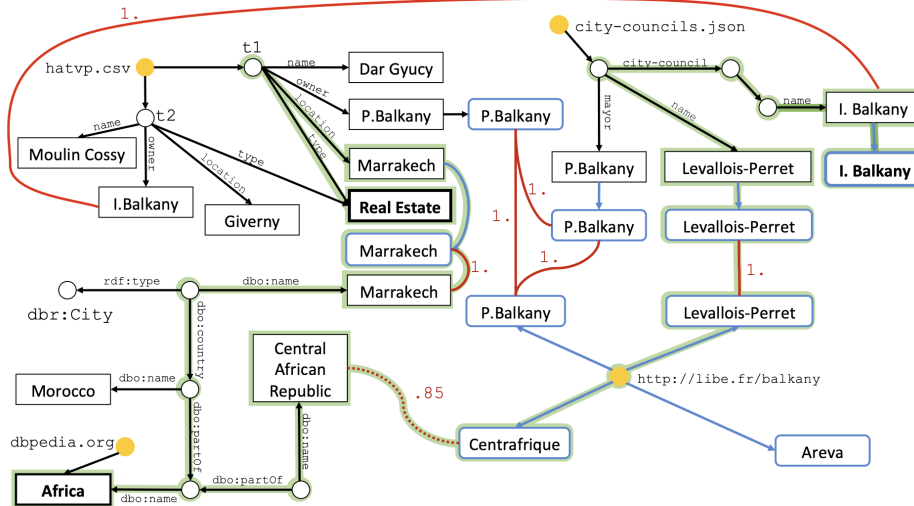 1.
city-councils.json
t1
hatvp.csv
name
Dar Gyucy
city-council
owner
location
type
P.Balkany
P.Balkany
mayor
name
name
I. Balkany
t2
name
owner
location
type
Moulin Cossy
Marrakech
P.Balkany
Levallois-Perret
I. Balkany
I.Balkany
Giverny
Real Estate
1.
1.
P.Balkany
Levallois-Perret
Marrakech
1.
1.
1.
rdf:type
dbo:name
Marrakech
dbr:City
P.Balkany
Levallois-Perret
dbo:country
Central
African
Republic
Morocco
dbo:name
.85
http://libe.fr/balkany
dbo:partOf
dbo:name
dbpedia.org
Centrafrique
Areva
Africa
dbo:name
dbo:partOf